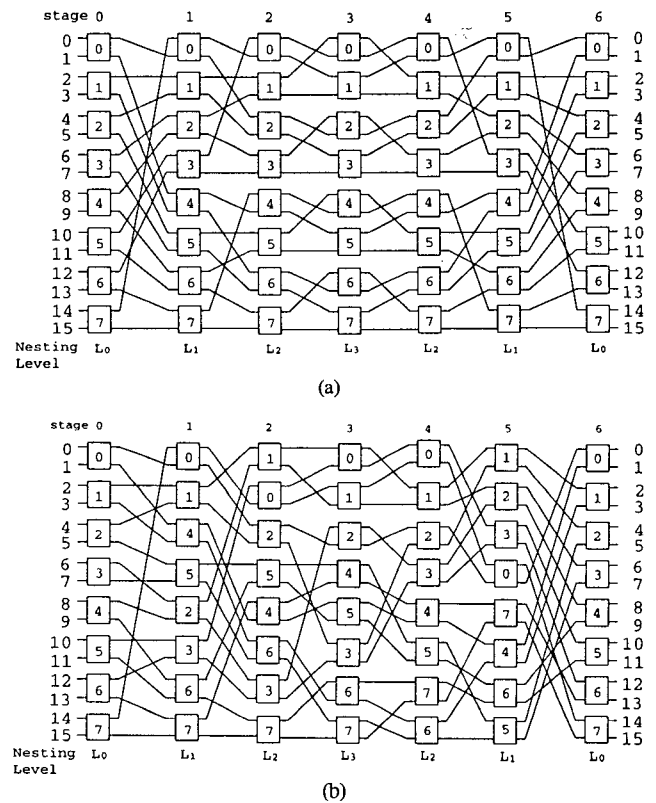 stage 0 1 2 3 4 5 6
0 0
0 0 0 0 0 0 0
1 1
2 2
1 1 1 1 1 1 1
3 3
4 4
2 2 2 2 2 2 2
5 5
6 6
3 3 3 3 3 3 3
7 7
8 8
4 4 4 4 4 4 4
9 9
10 10
5 5 5 5 5 5 5
11 11
12 12
6 6 6 6 6 6 6
13 13
14 14
7 7 7 7 7 7 7
15 15
Nesting L0 L1 L2 L3 L2 L1 L0
Level
(a)
stage 0 1 2 3 4 5 6
0 0
0 0 1 0 0 1 0
1 1
2 2
1 1 0 1 1 2 1
3 3
4 4
2 4 2 2 2 3 2
5 5
6 6
3 5 5 4 3 0 3
7 7
8 8
4 2 4 5 4 7 4
9 9
10 10
5 3 6 3 5 4 5
11 11
12 12
6 6 3 6 7 6 6
13 13
14 14
7 7 7 7 6 5 7
15 15
Nesting L0 L1 L2 L3 L2 L1 L0
Level
(b)